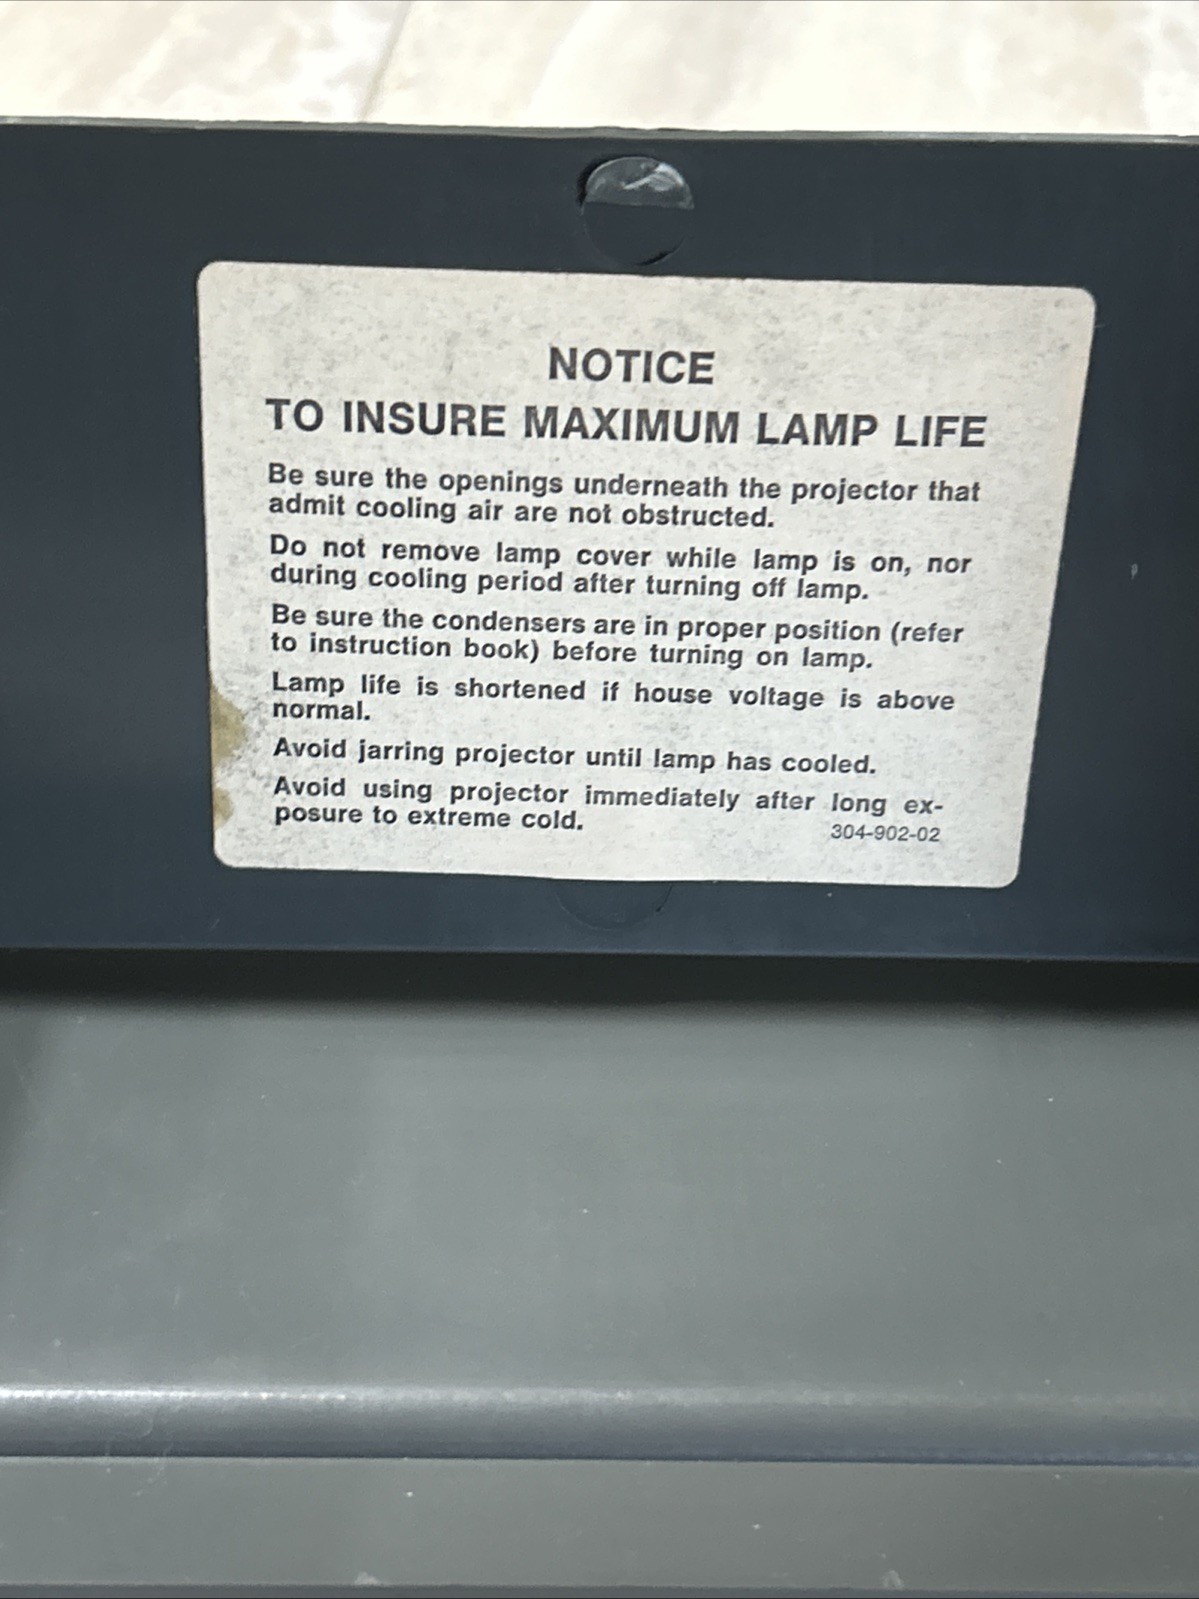 NOTICE
TO INSURE MAXIMUM LAMP LIFE
Be sure the openings underneath the projector that
admit cooling air are not obstructed.
Do not remove lamp cover while lamp is on, nor
during cooling period after turning off lamp.
Be sure the condensers are in proper position (refer
to instruction book) before turning on lamp.
Lamp life is shortened if house voltage is above
normal.
Avoid jarring projector until lamp has cooled.
Avoid using projector immediately after long ex-
posure to extreme cold.
304-902-02